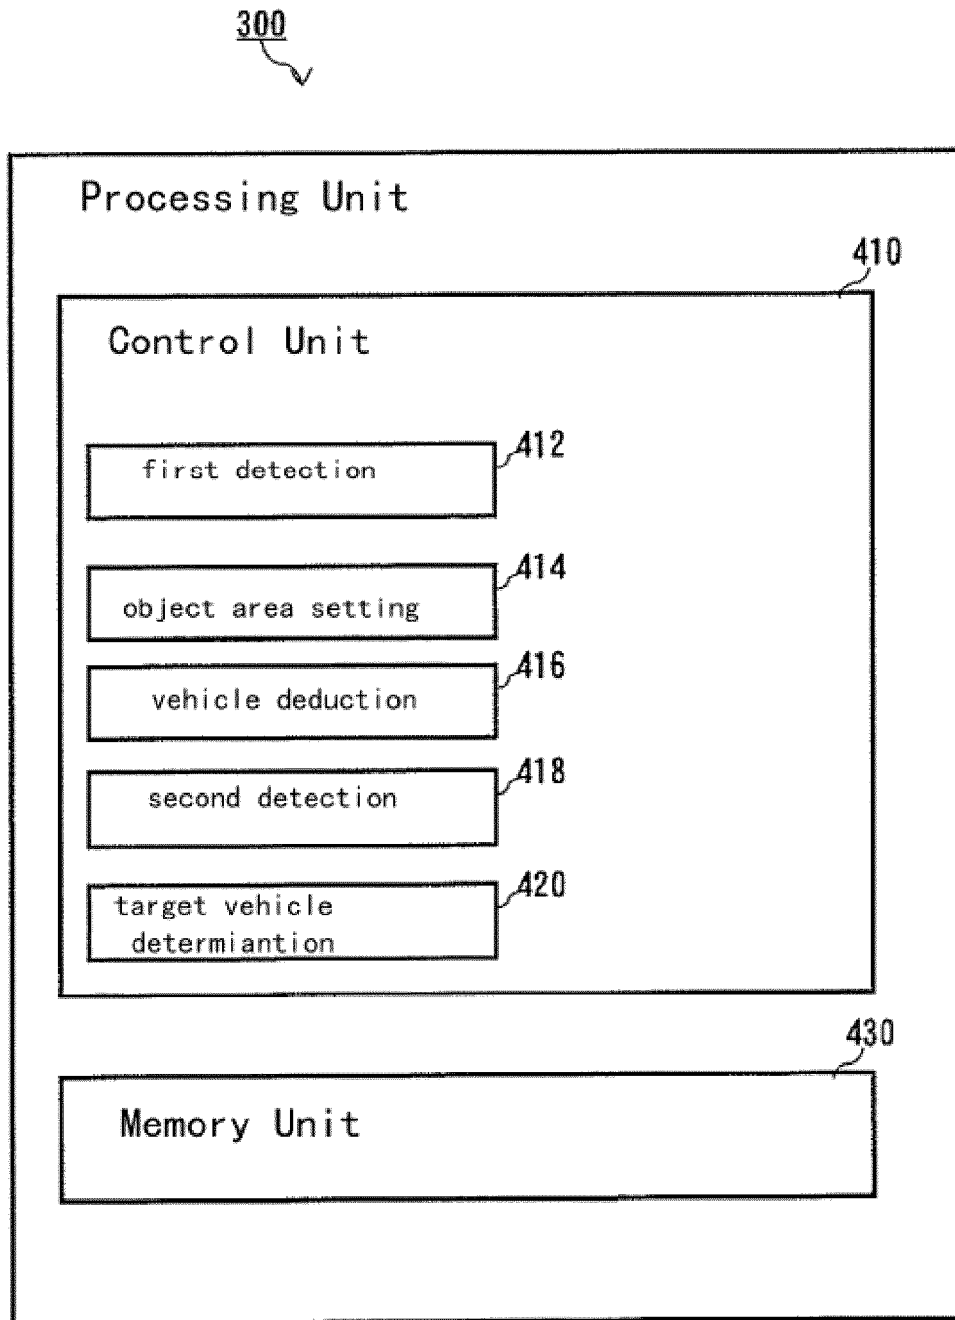 300
Processing Unit
410
Control Unit
412
first detection
414
object area setting
416
vehicle deduction
418
second detection
420
target vehicle
determiantion
430
Memory Unit